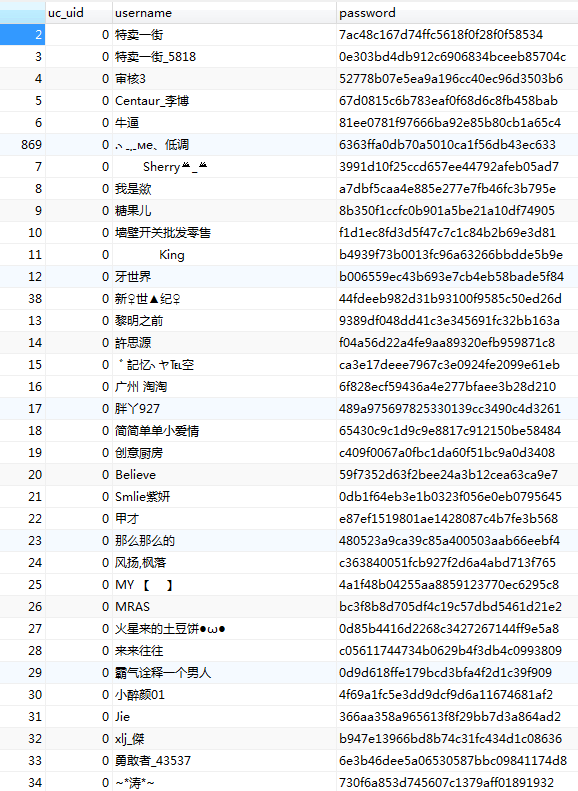 uc_uid username password
2 0 特卖一街 7ac48c167d74ffc5618f0f28f0f58534
3 0 特卖一街_5818 0e303bd4db912c6906834bceeb85704c
4 0 审核3 52778b07e5ea9a196cc40ec96d3503b6
5 0 Centaur_李博 67d0815c6b783eaf0f68d6c8fb458bab
6 0 牛逼 81ee0781f97666ba92e85b80cb1a65c4
869 0 ـ_ме、低调 6363ffa0db70a5010ca1f56db43ec633
7 0 Sherry 3991d10f25ccd657ee44792afeb05ad7
8 0 我是欻 a7dbf5caa4e885e277e7fb46fc3b795e
9 0 糖果儿 8b350f1ccfc0b901a5be21a10df74905
10 0 墙壁开关批发零售 f1d1ec8fd3d5f47c7c1c84b2b69e3d81
11 0 King b4939f73b0013fc96a63266bbdde5b9e
12 0 牙世界 b006559ec43b693e7cb4eb58bade5f84
38 0 新♀世▲纪♀ 44fdeeb982d31b93100f9585c50ed26d
13 0 黎明之前 9389df048dd41c3e345691fc32bb163a
14 0 許思源 f04a56d22a4fe9aa89320efb959871c8
15 0 ﾟ記忆ヽヤ℡空 ca3e17deee7967c3e0924fe2099e61eb
16 0 广州 淘淘 6f828ecf59436a4e277bfaee3b28d210
17 0 胖丫927 489a975697825330139cc3490c4d3261
18 0 简简单单小爱情 65430c9c1d9c9e8817c912150be58484
19 0 创意厨房 c409f0067a0fbc1da60f51bc9a0d3408
20 0 Believe 59f7352d63f2bee24a3b12cea63ca9e7
21 0 Smlie紫妍 0db1f64eb3e1b0323f056e0eb0795645
22 0 甲才 e87ef1519801ae1428087c4b7fe3b568
23 0 那么那么的 480523a9ca39c85a400503aab66eebf4
24 0 风扬,枫落 c363840051fcb927f2d6a4abd713f765
25 0 MY 【 】 4a1f48b04255aa8859123770ec6295c8
26 0 MRAS bc3f8b8d705df4c19c57dbd5461d21e2
27 0 火星来的土豆饼●ω● 0d85b4416d2268c3427267144ff9e5a8
28 0 来来往往 c05611744734b0629b4f3db4c0993809
29 0 霸气诠释一个男人 0d9d618ffe179bcd3bfa4f2d1c39f909
30 0 小醉颜01 4f69a1fc5e3dd9dcf9d6a11674681af2
31 0 Jie 366aa358a965613f8f29bb7d3a864ad2
32 0 xlj_傑 b947e13966bd8b74c31fc434d1c08636
33 0 勇敢者_43537 6e3b46dee5a06530587bbc09841174d8
34 0 ~*涛*~ 730f6a853d745607c1379aff01891932